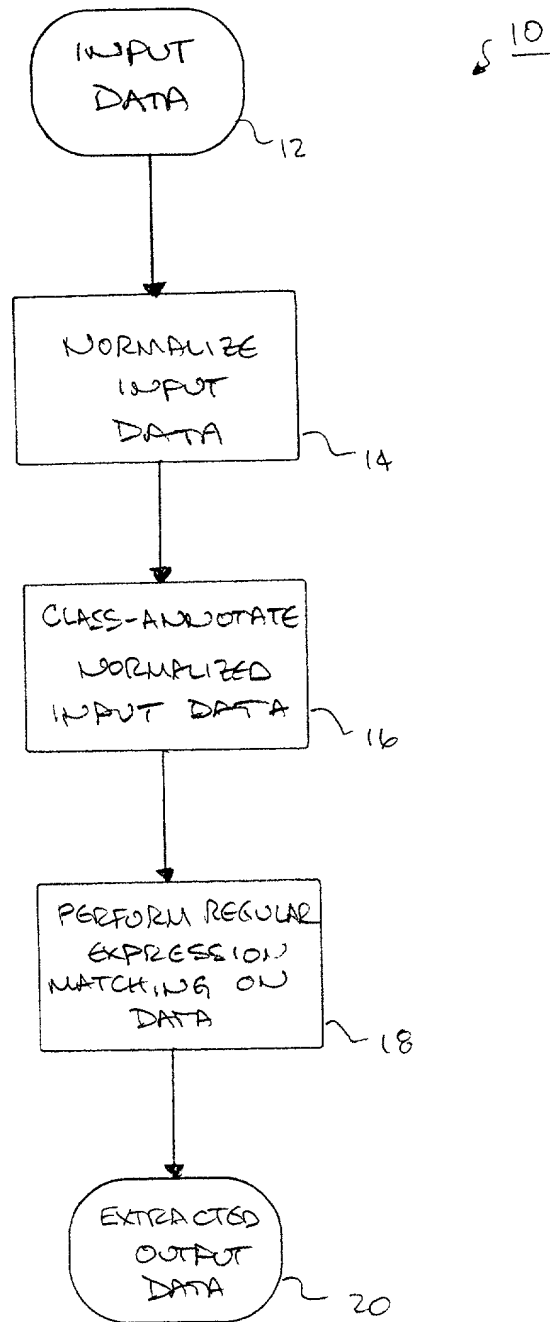 INPUT
DATA
10
12
NORMALIZE
INPUT
DATA
14
CLASS-ANNOTATE
NORMALIZED
INPUT DATA
16
PERFORM REGULAR
EXPRESSION
MATCHING ON
DATA
18
EXTRACTED
OUTPUT
DATA
20